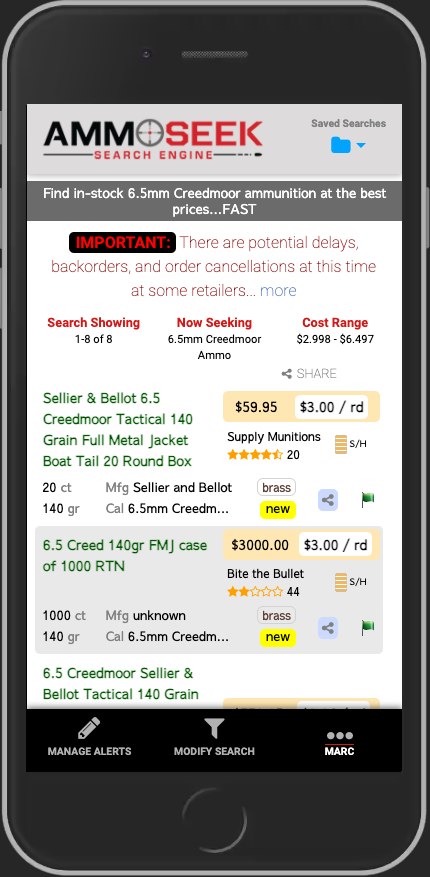 AMMOSEEK
SEARCH ENGINE
Saved Searches
Find in-stock 6.5mm Creedmoor ammunition at the best
prices...FAST
IMPORTANT: There are potential delays,
backorders, and order cancellations at this time
at some retailers... more
Search Showing
1-8 of 8
Now Seeking
6.5mm Creedmoor
Ammo
Cost Range
$2.998 - $6.497
SHARE
Sellier & Bellot 6.5
Creedmoor Tactical 140
Grain Full Metal Jacket
Boat Tail 20 Round Box
$59.95 $3.00 / rd
Supply Munitions
20
S/H
20 ct Mfg Sellier and Bellot brass
140 gr Cal 6.5mm Creedm... new
6.5 Creed 140gr FMJ case
of 1000 RTN
$3000.00 $3.00 / rd
Bite the Bullet
44
S/H
1000 ct Mfg unknown brass
140 gr Cal 6.5mm Creedm... new
6.5 Creedmoor Sellier &
Bellot Tactical 140 Grain
MANAGE ALERTS
MODIFY SEARCH
MARC